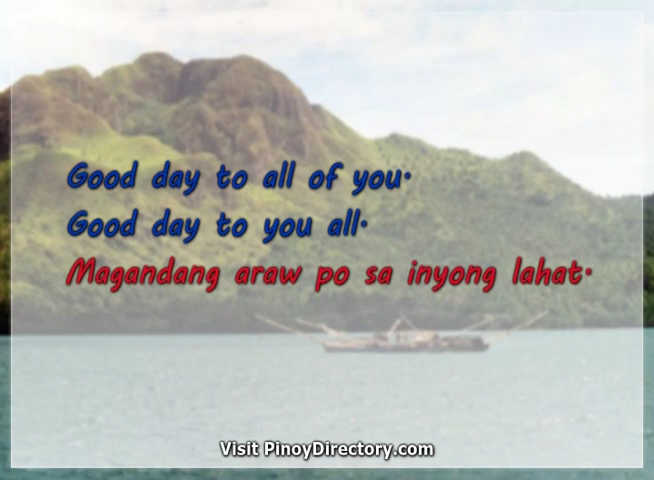 Good day to all of you.
Good day to you all.
Magandang araw po sa inyong lahat.
Visit PinoyDirectory.com